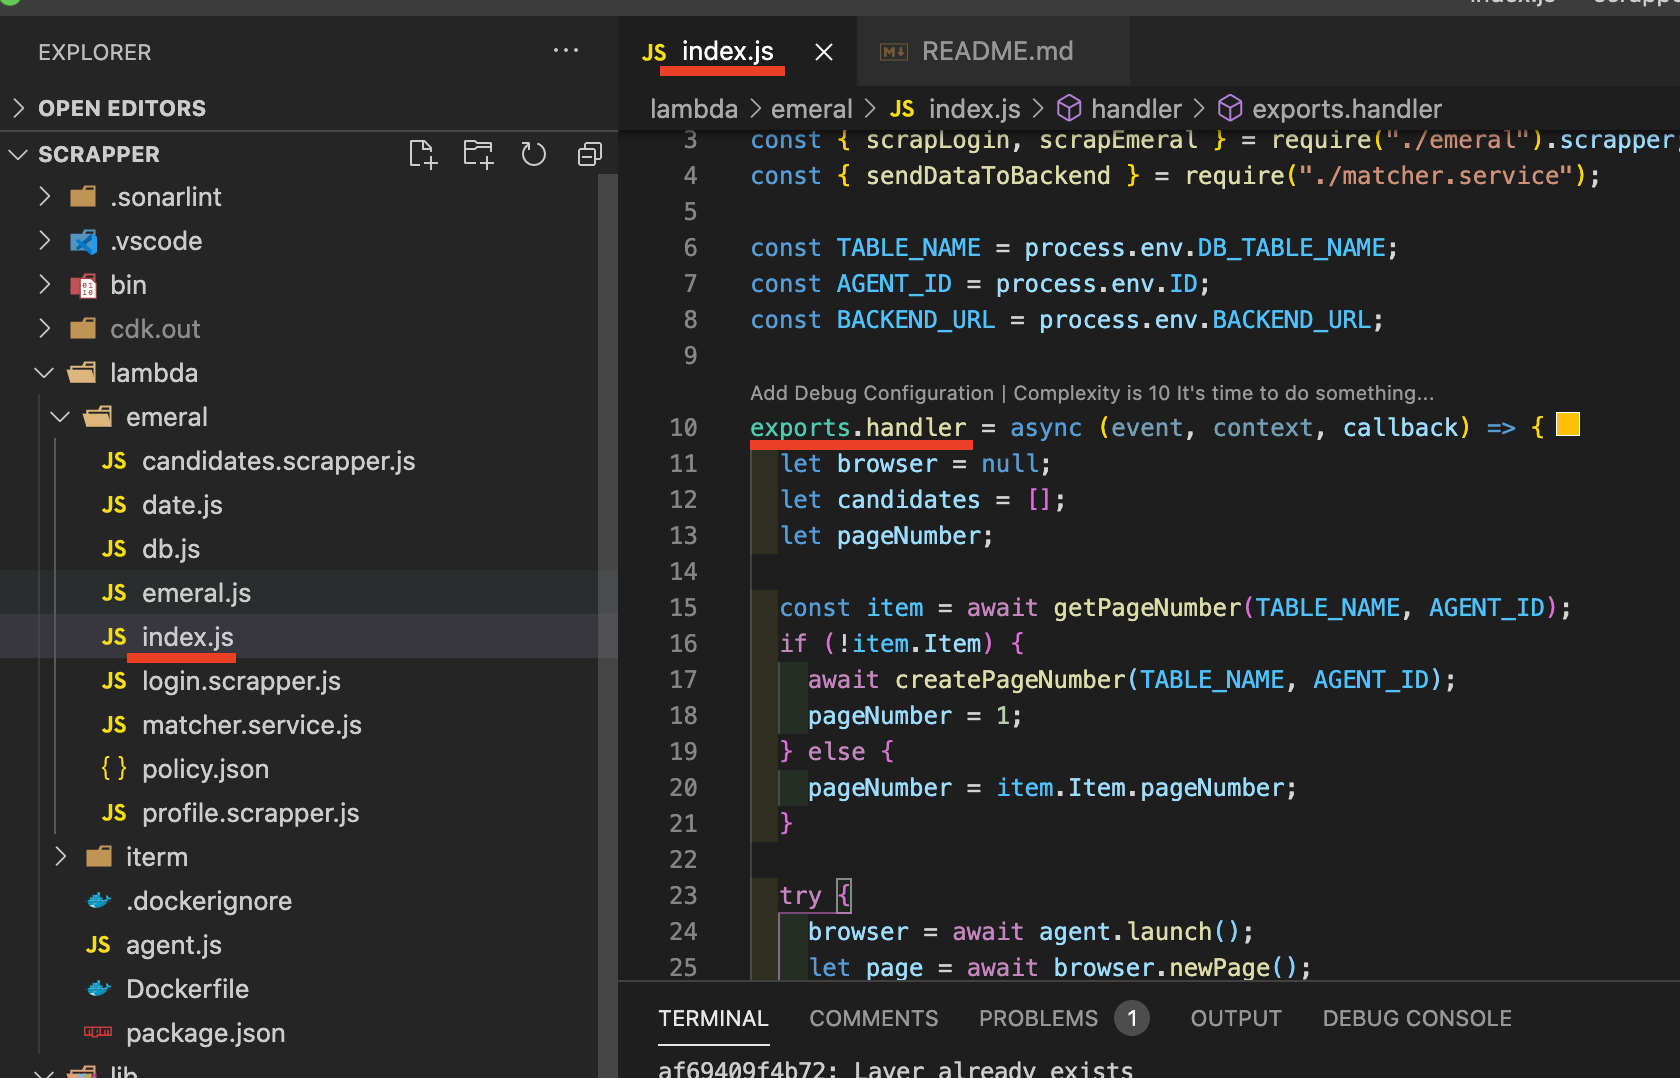 EXPLORER
OPEN EDITORS
SCRAPPER
.sonarlint
.vscode
bin
cdk.out
lambda
emeral
JS candidates.scrapper.js
JS date.js
JS db.js
JS emeral.js
JS index.js
JS login.scrapper.js
JS matcher.service.js
{} policy.json
JS profile.scrapper.js
iterm
.dockerignore
JS agent.js
Dockerfile
package.json
lib
JS index.js
README.md
lambda > emeral > JS index.js > handler > exports.handler
3 const { scrapLogin, scrapEmeral } = require("./emeral").scrapper
4 const { sendDataToBackend } = require("./matcher.service");
5
6 const TABLE_NAME = process.env.DB_TABLE_NAME;
7 const AGENT_ID = process.env.ID;
8 const BACKEND_URL = process.env.BACKEND_URL;
9
Add Debug Configuration | Complexity is 10 It's time to do something...
10 exports.handler = async (event, context, callback) => {
11 let browser = null;
12 let candidates = [];
13 let pageNumber;
14
15 const item = await getPageNumber(TABLE_NAME, AGENT_ID);
16 if (!item.Item) {
17 await createPageNumber(TABLE_NAME, AGENT_ID);
18 pageNumber = 1;
19 } else {
20 pageNumber = item.Item.pageNumber;
21 }
22
23 try {
24 browser = await agent.launch();
25 let page = await browser.newPage();
TERMINAL COMMENTS PROBLEMS 1 OUTPUT DEBUG CONSOLE
af69409f4b72: Layer already exists